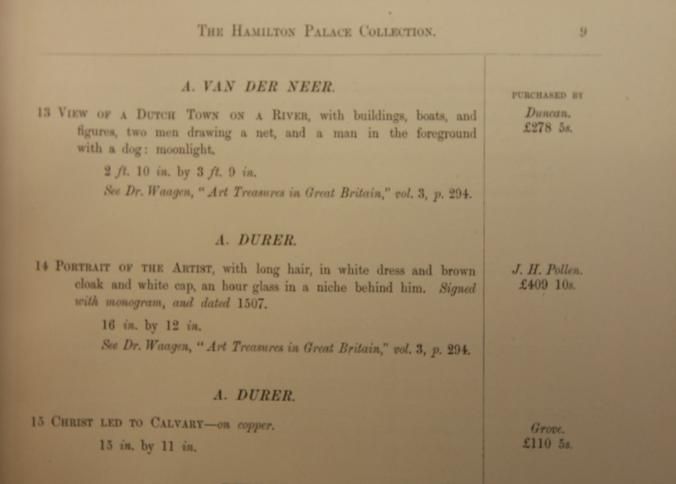 THE HAMILTON PALACE COLLECTION. 9
PURCHASED BY
A. VAN DER NEER.
13 VIEW OF A DUTCH TOWN ON A RIVER, with buildings, boats, and
figures, two men drawing a net, and a man in the foreground
with a dog: moonlight.
Duncan.
£278 5s.
2 ft. 10 in. by 3 ft. 9 in.
See Dr. Waagen, "Art Treasures in Great Britain," vol. 3, p. 294.
A. DURER.
14 PORTRAIT OF THE ARTIST, with long hair, in white dress and brown
cloak and white cap, an hour glass in a niche behind him. Signed
with monogram, and dated 1507.
J. H. Pollen.
£409 10s.
16 in. by 12 in.
See Dr. Waagen, "Art Treasures in Great Britain," vol. 3, p. 294.
A. DURER.
15 CHRIST LED TO CALVARY—on copper.
15 in. by 11 in.
Grove.
£110 5s.